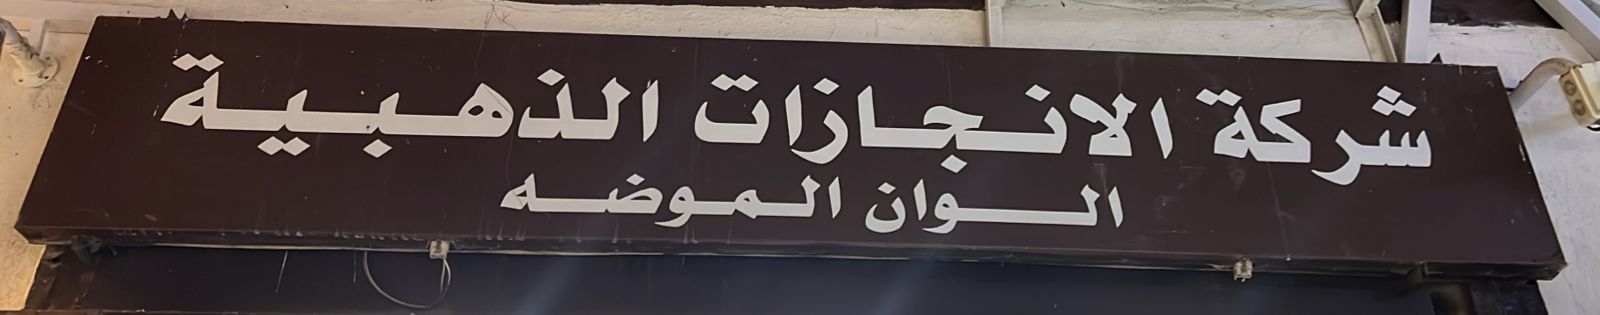 شركة الانجازات الذهبية
الوان الموضه